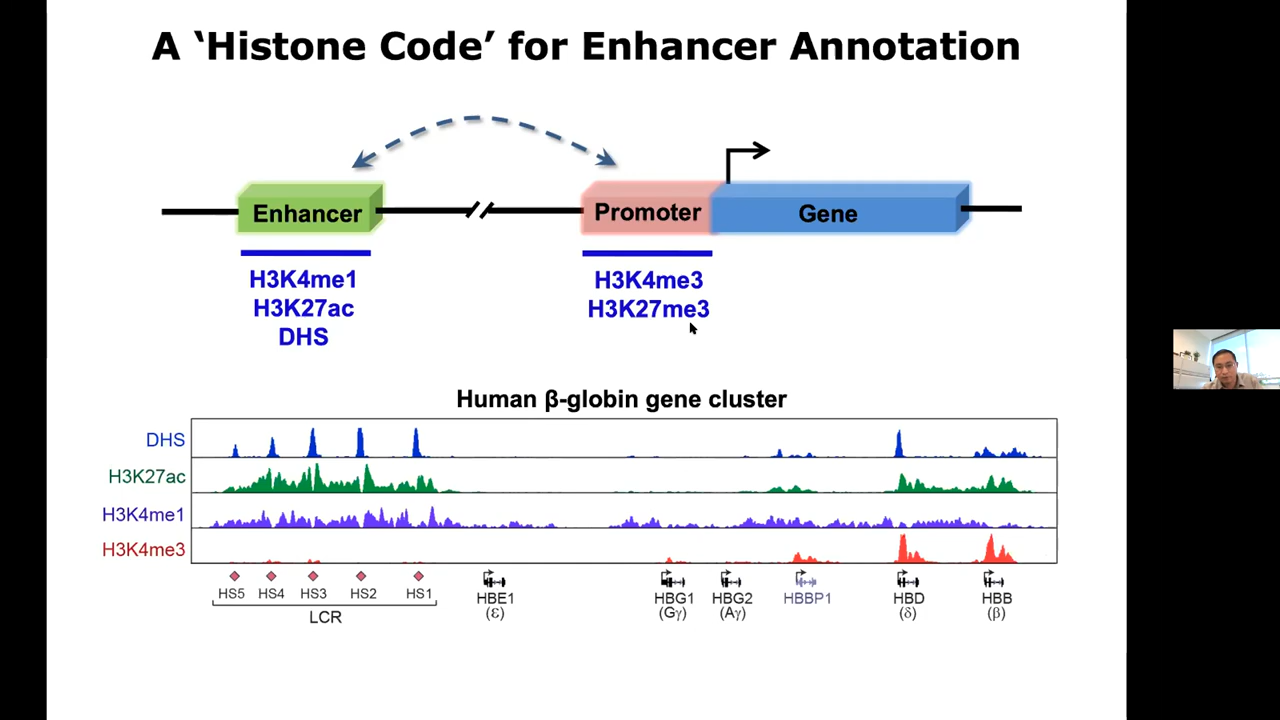 A ‘Histone Code’ for Enhancer Annotation
Enhancer
Promoter
Gene
H3K4me1
H3K27ac
DHS
H3K4me3
H3K27me3
Human β-globin gene cluster
DHS
H3K27ac
H3K4me1
H3K4me3
HS5 HS4 HS3 HS2 HS1
LCR
HBE1 HBG1 HBG2 HBBP1 HBD HBB
(ε) (Gγ) (Aγ) (δ) (β)